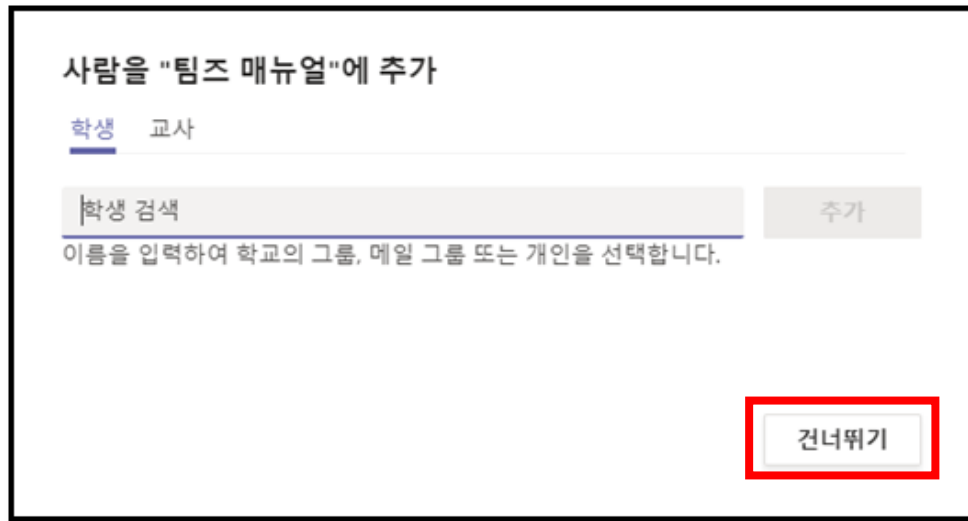 사람을 "팀즈 매뉴얼"에 추가
학생 교사
학생 검색 추가
이름을 입력하여 학교의 그룹, 메일 그룹 또는 개인을 선택합니다.
건너뛰기